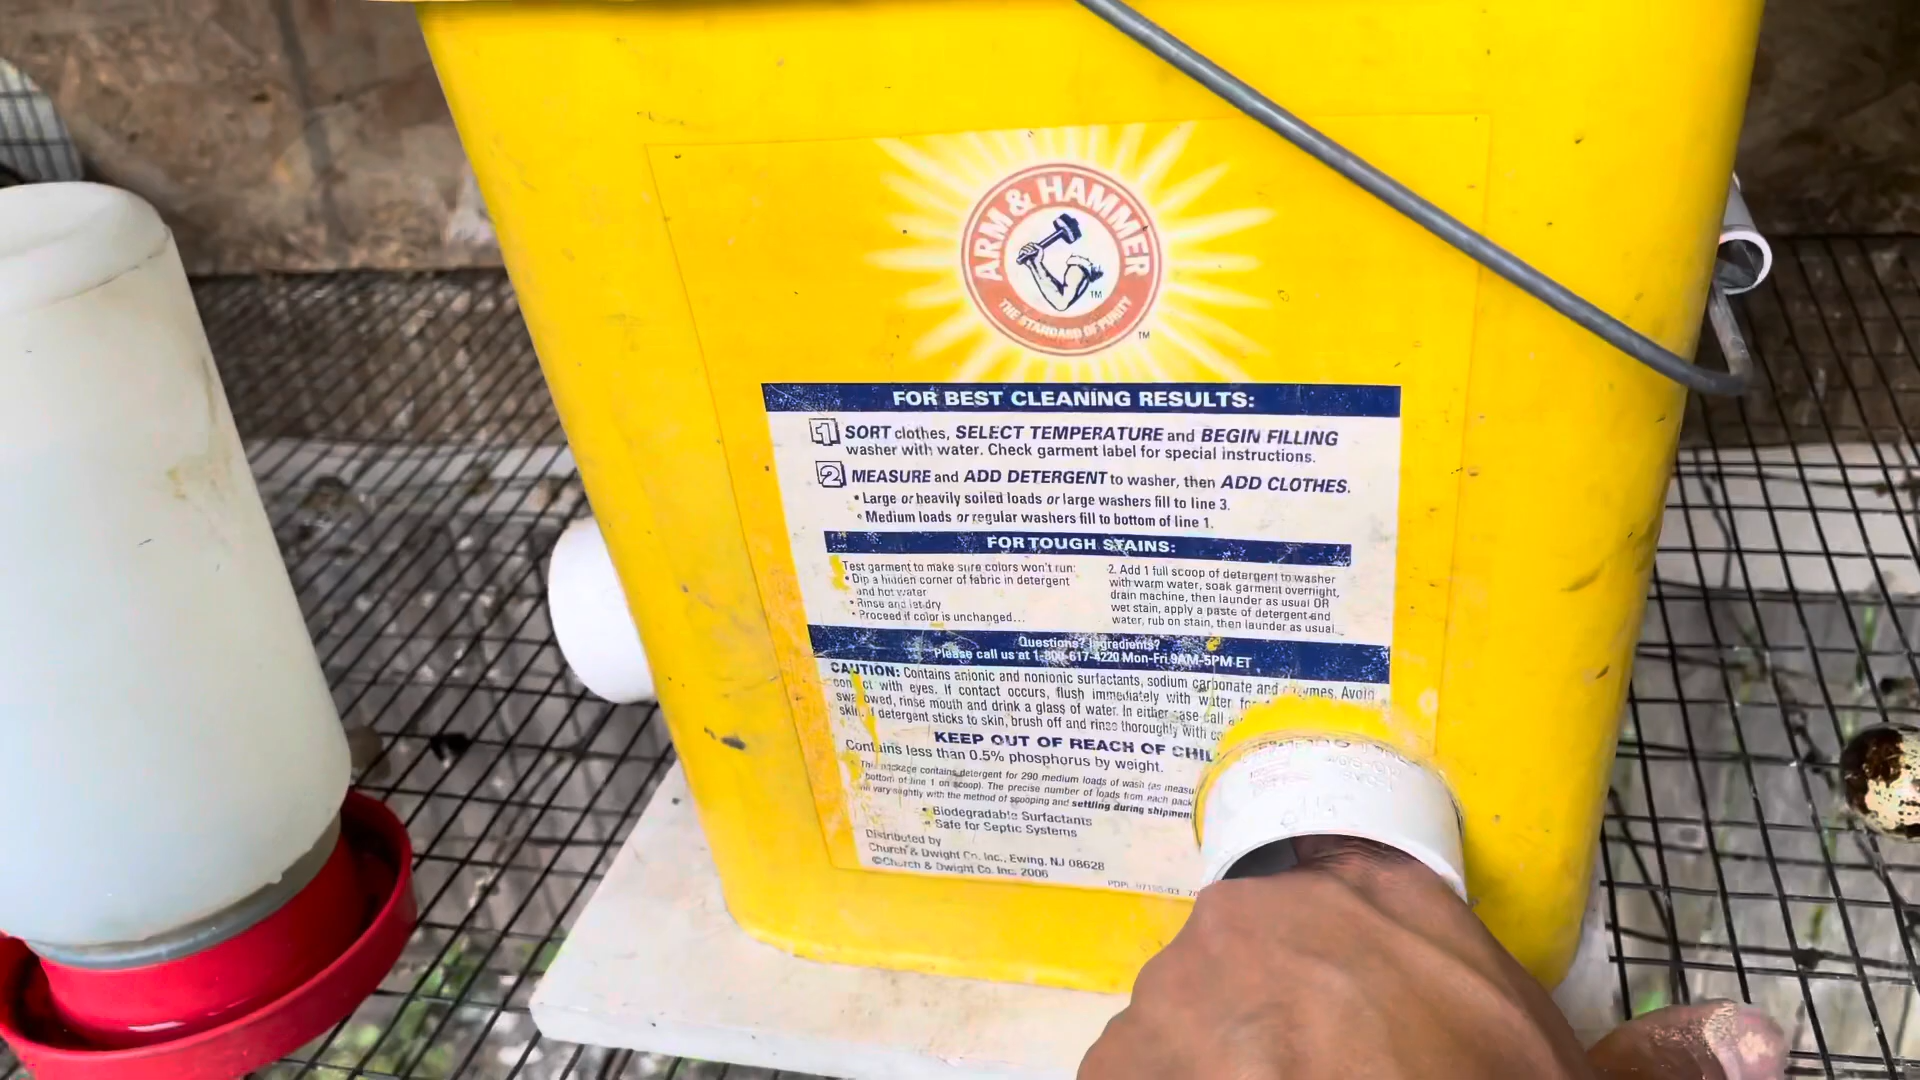 ARM & HAMMER
THE STANDARD OF PURITY
TM
TM
FOR BEST CLEANING RESULTS:
1 SORT clothes, SELECT TEMPERATURE and BEGIN FILLING
washer with water. Check garment label for special instructions.
2 MEASURE and ADD DETERGENT to washer, then ADD CLOTHES.
• Large or heavily soiled loads or large washers fill to line 3.
• Medium loads or regular washers fill to bottom of line 1.
FOR TOUGH STAINS:
Test garment to make sure colors won't run:
• Dip a hidden corner of fabric in detergent
and hot water
• Rinse and let dry
• Proceed if color is unchanged...
2. Add 1 full scoop of detergent to washer
with warm water, soak garment overnight,
drain machine, then launder as usual OR
wet stain, apply a paste of detergent and
water, rub on stain, then launder as usual
Questions? Ingredients?
Please call us at 1-800-617-4220 Mon-Fri 9AM-5PM ET
CAUTION: Contains anionic and nonionic surfactants, sodium carbonate and enzymes. Avoid
contact with eyes. If contact occurs, flush immediately with water
swallowed, rinse mouth and drink a glass of water. In either case call a
skin. If detergent sticks to skin, brush off and rinse thoroughly with
KEEP OUT OF REACH OF
Contains less than 0.5% phosphorus by weight.
This package contains detergent for 290 medium loads of wash (as
bottom of line 1 on scoop). The precise number of loads from each
vary slightly with the method of scooping and settling during
• Biodegradable Surfactants
• Safe for Septic Systems
Distributed by
Church & Dwight Co. Inc., Ewing, NJ 08628
©Church & Dwight Co. Inc. 2006